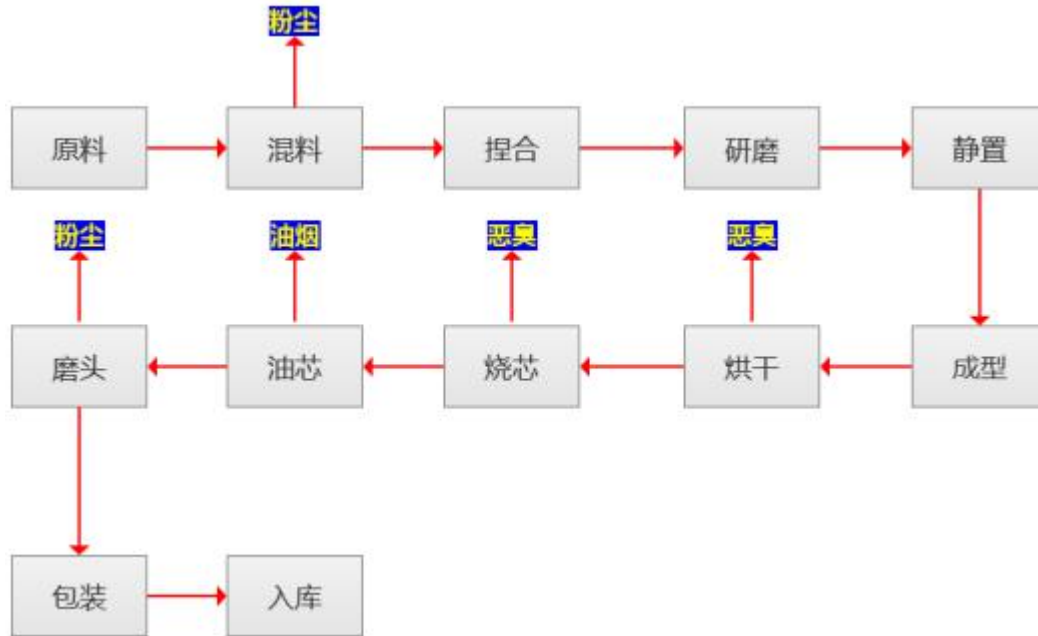 粉尘
原料 混料 捏合 研磨 静置
粉尘 油烟 恶臭 恶臭
磨头 油芯 烧芯 烘干 成型
包装 入库